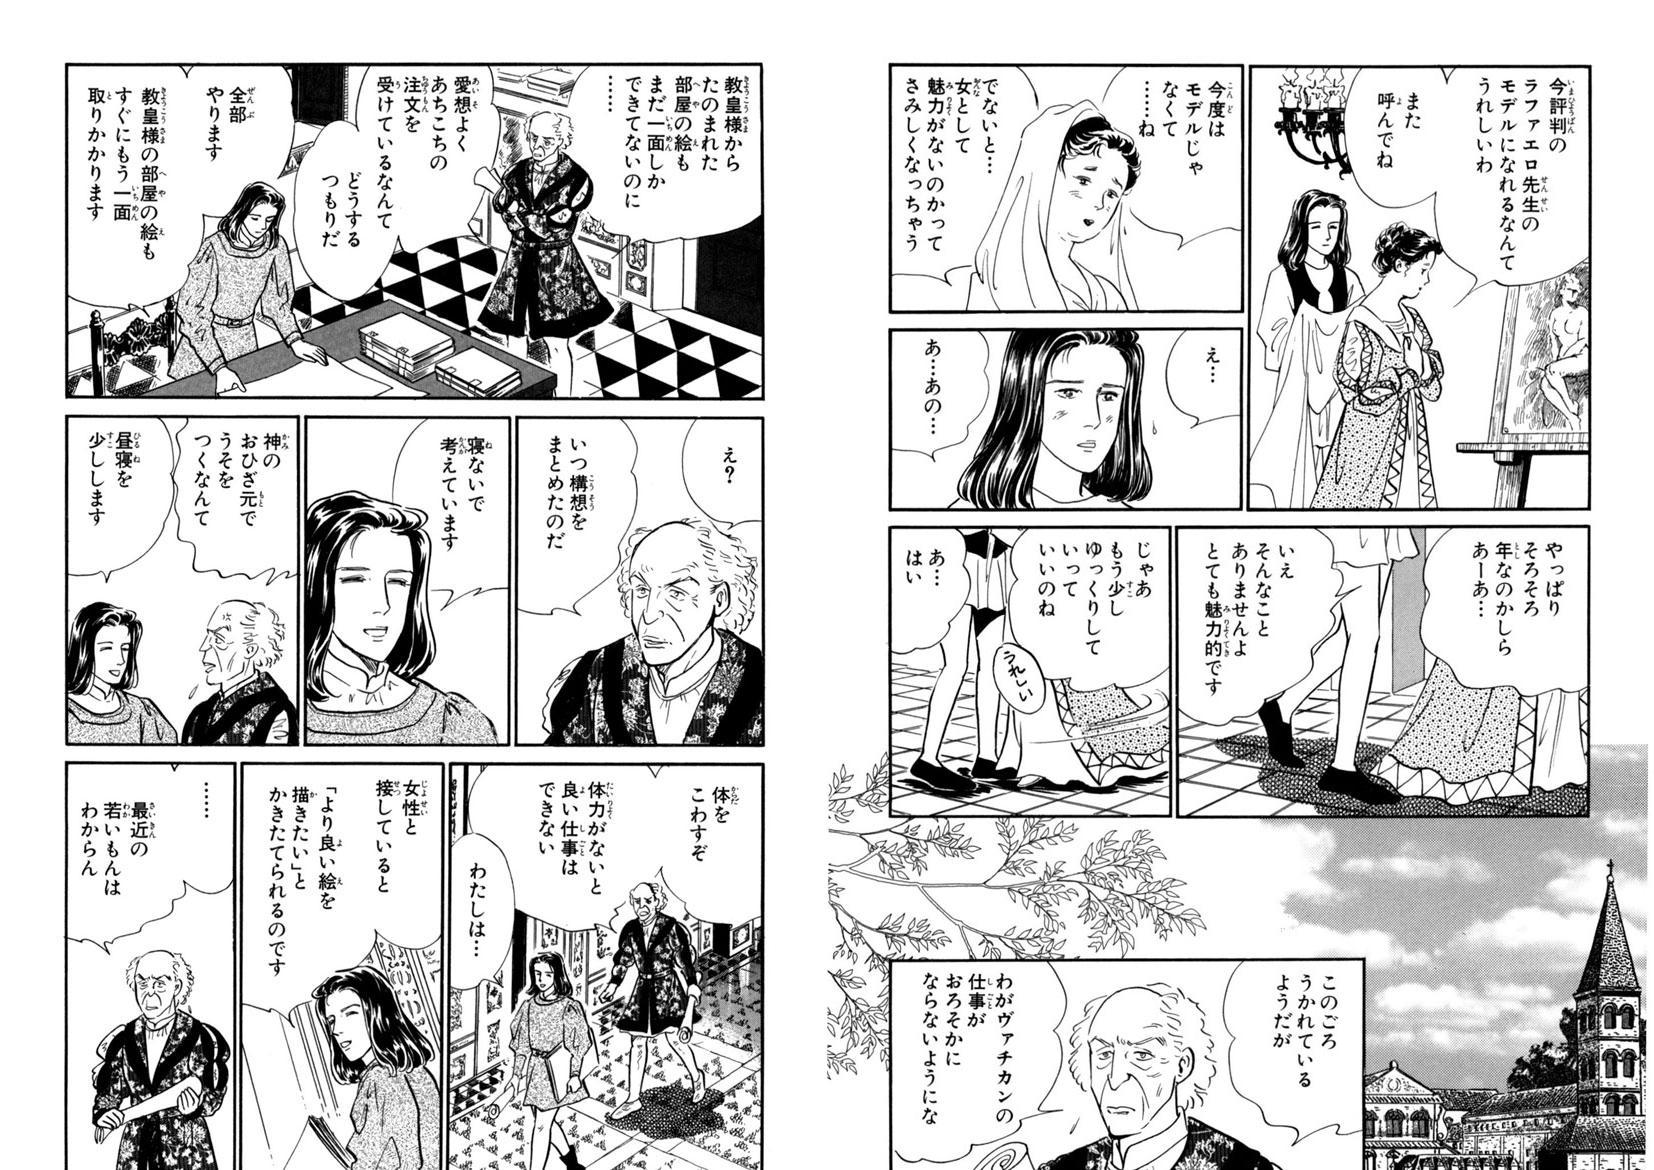 今評判の
ラファエロ先生の
モデルになれるなんて
うれしいわ
また
呼んでね
今度は
モデルじゃ
なくて
……ね
でないと…
女として
魅力がないのかって
さみしくなっちゃう
え…
あ…あの…
やっぱり
そろそろ
年なのかしら
あーあ…
いえ
そんなこと
ありませんよ
とても魅力的です
じゃあ
もう少し
ゆっくりして
いって
いいのね
うれしい
あ…
はい
このごろ
うかれている
ようだが
わがヴァチカンの
仕事が
おろそかに
ならないようにな
教皇様から
たのまれた
部屋の絵も
まだ一面しか
できてないのに
……
愛想よく
あちこちの
注文を
受けているなんて
どうする
つもりだ
全部
やります
教皇様の部屋の絵も
すぐにもう一面
取りかかります
え？
いつ構想を
まとめたのだ
寝ないで
考えています
神の
おひざ元で
うそを
つくなんて
昼寝を
少しします
体を
こわすぞ
体力がないと
良い仕事は
できない
わたしは…
女性と
接していると
「より良い絵を
描きたい」と
かきたてられるのです
……
最近の
若いもんは
わからん